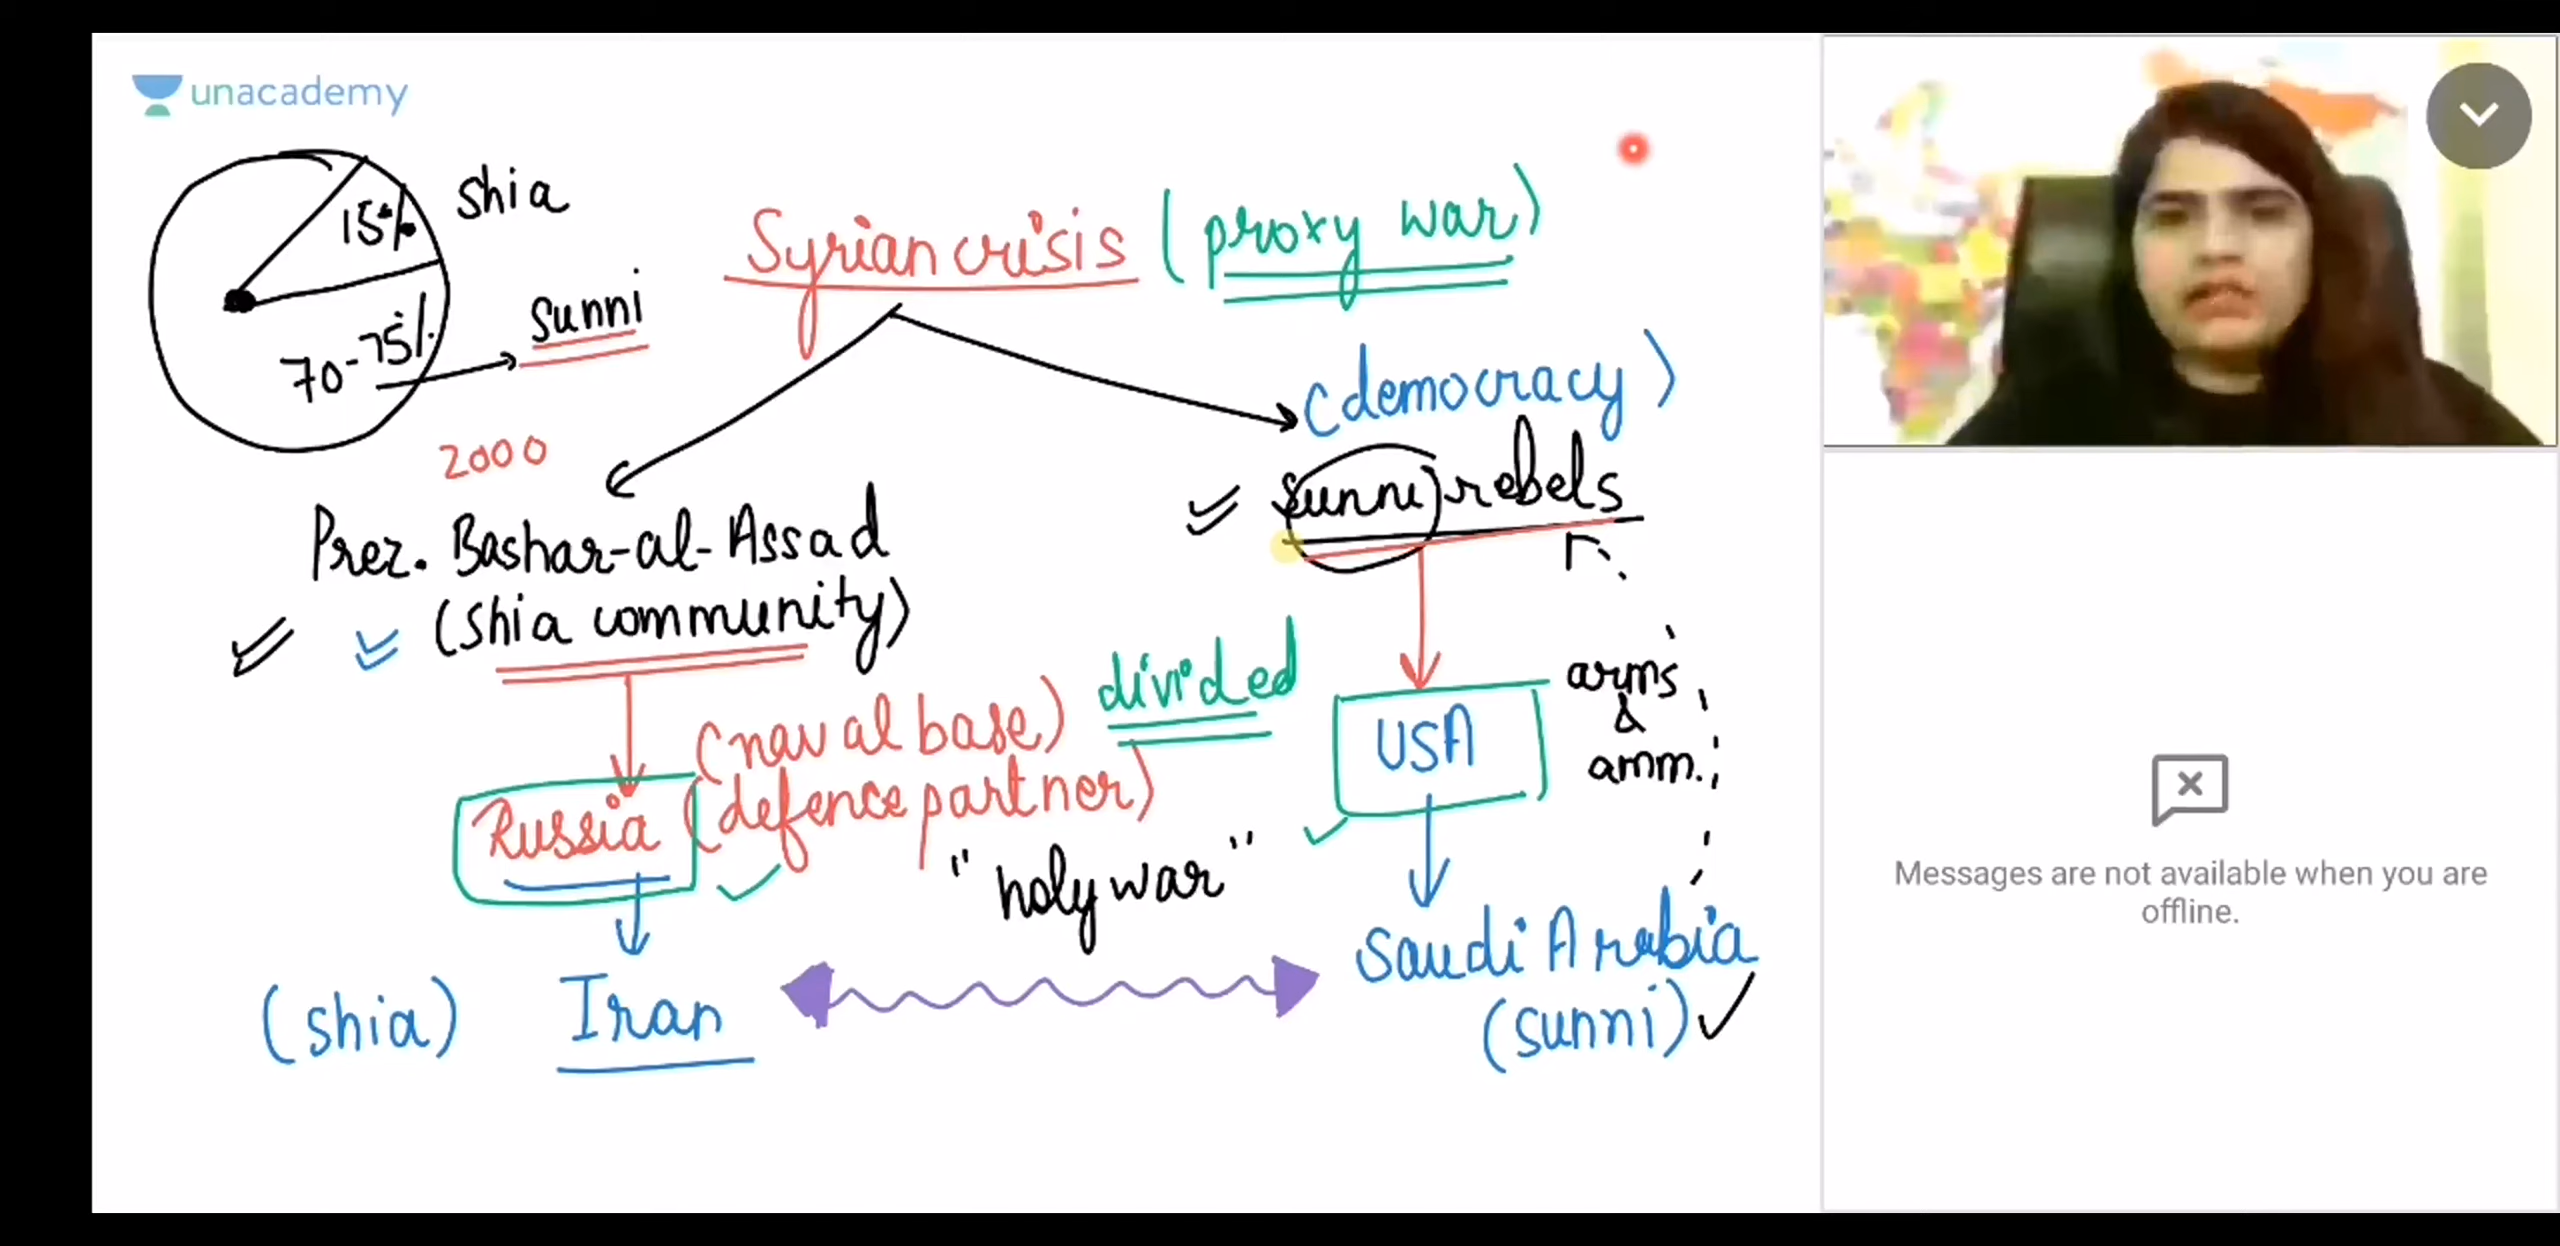 unacademy
15% shia
Syrian crisis (proxy war)
70-75% sunni
2000
(democracy)
sunni rebels
Prez. Bashar-al-Assad
(shia community)
divided
(naval base)
Russia (defence partner)
USA
arms
&
amm.
"holy war"
Saudi Arabia
(sunni)
(shia) Iran
Messages are not available when you are
offline.